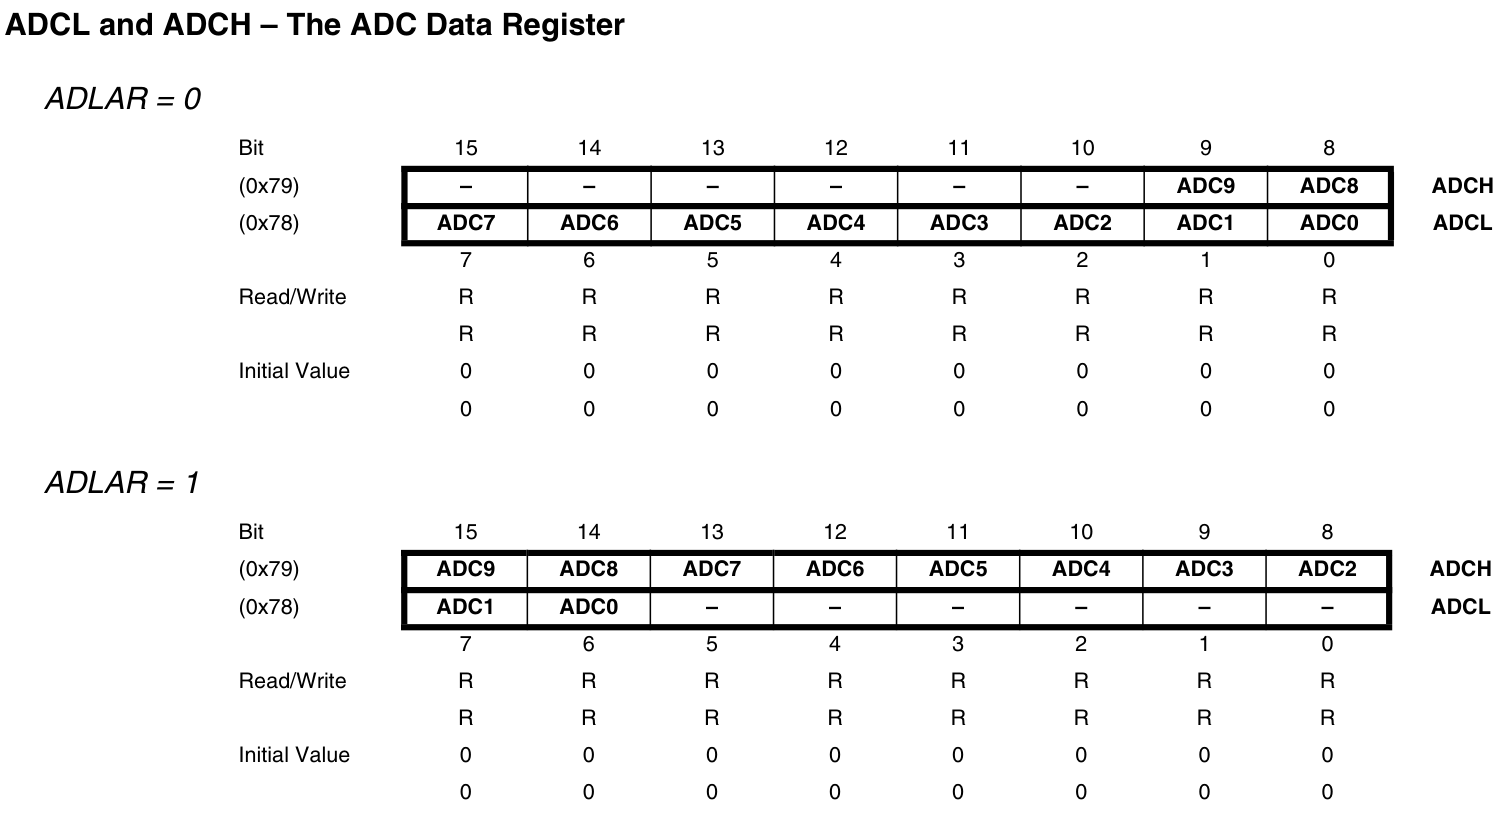 ADCL and ADCH – The ADC Data Register
ADLAR = 0
Bit 15 14 13 12 11 10 9 8
(0x79) – – – – – – ADC9 ADC8 ADCH
(0x78) ADC7 ADC6 ADC5 ADC4 ADC3 ADC2 ADC1 ADC0 ADCL
7 6 5 4 3 2 1 0
Read/Write R R R R R R R R
R R R R R R R R
Initial Value 0 0 0 0 0 0 0 0
0 0 0 0 0 0 0 0
ADLAR = 1
Bit 15 14 13 12 11 10 9 8
(0x79) ADC9 ADC8 ADC7 ADC6 ADC5 ADC4 ADC3 ADC2 ADCH
(0x78) ADC1 ADC0 – – – – – – ADCL
7 6 5 4 3 2 1 0
Read/Write R R R R R R R R
R R R R R R R R
Initial Value 0 0 0 0 0 0 0 0
0 0 0 0 0 0 0 0